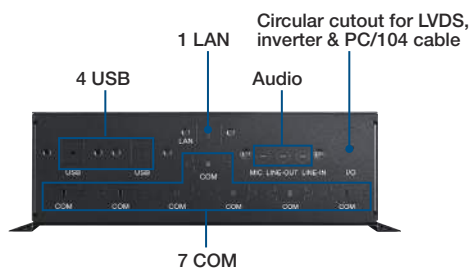 Circular cutout for LVDS,
inverter & PC/104 cable
1 LAN
4 USB
Audio
LAN
USB
USB
COM
MIC LINE-OUT LINE-IN I/O
COM
COM
COM
COM
COM
COM
7 COM